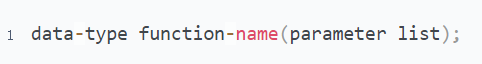 1 data-type function-name(parameter list);